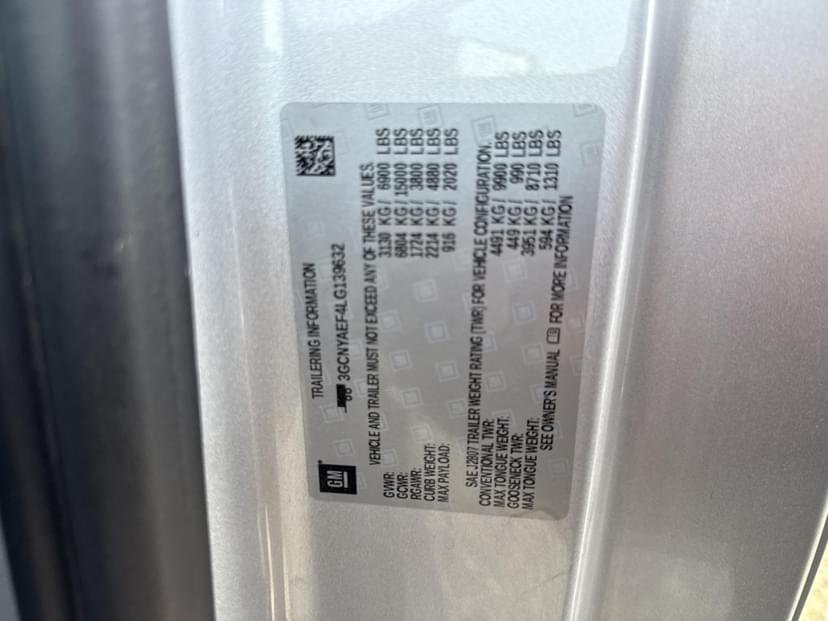 GM
TRAILERING INFORMATION
3GCNYAEF4LG139632
VEHICLE AND TRAILER MUST NOT EXCEED ANY OF THESE VALUES.
GVWR: 3130 KG/ 6900 LBS
GCWR: 6804 KG/ 15000 LBS
RGAWR: 1724 KG/ 3800 LBS
CURB WEIGHT: 2214 KG/ 4880 LBS
MAX PAYLOAD: 916 KG/ 2020 LBS
SAE J2807 TRAILER WEIGHT RATING (TWR) FOR VEHICLE CONFIGURATION.
CONVENTIONAL TWR: 4491 KG/ 9900 LBS
MAX TONGUE WEIGHT: 449 KG/ 990 LBS
GOOSENECK TWR: 3951 KG/ 8710 LBS
MAX TONGUE WEIGHT: 594 KG/ 1310 LBS
SEE OWNER'S MANUAL FOR MORE INFORMATION